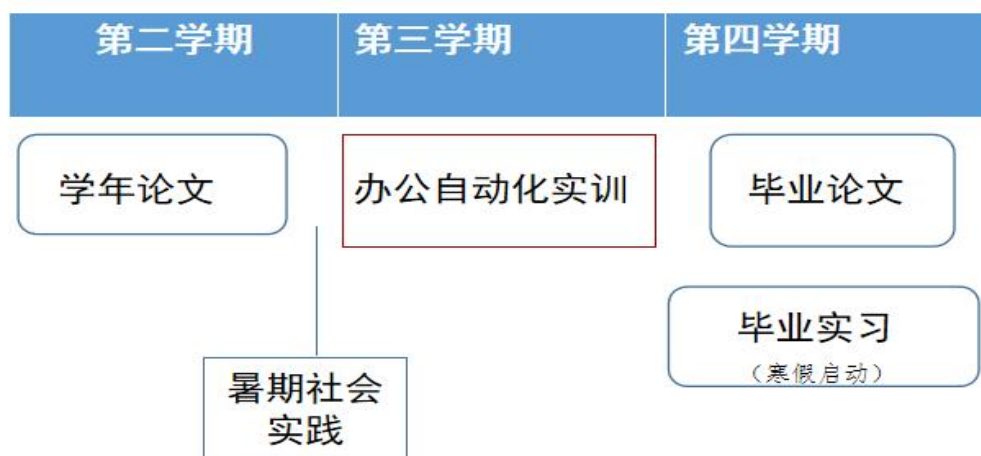 第二学期
第三学期
第四学期
学年论文
办公自动化实训
毕业论文
毕业实习
（寒假启动）
暑期社会
实践